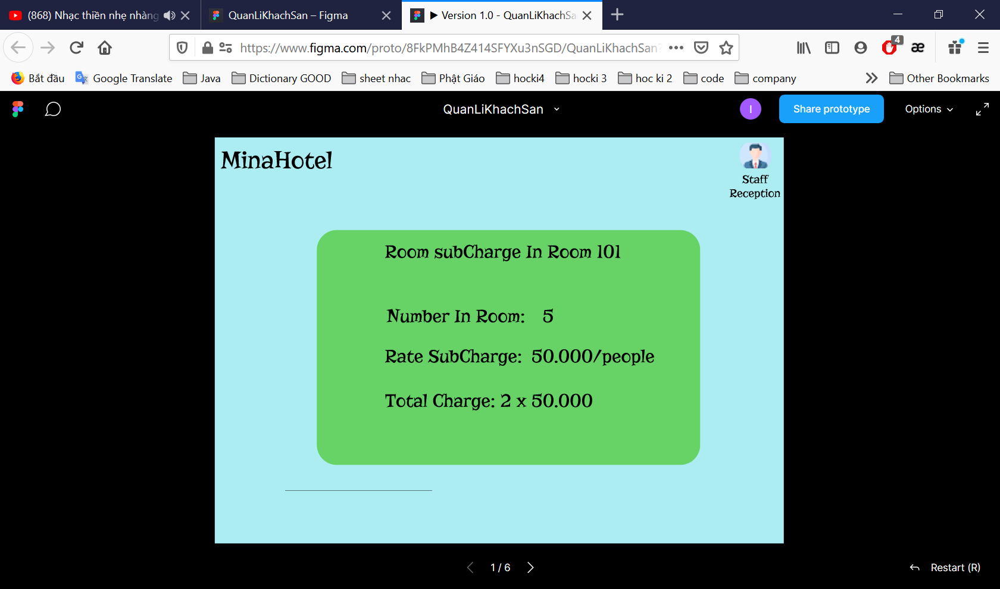 (868) Nhạc thiền nhẹ nhàng
QuanLiKhachSan – Figma
Version 1.0 - QuanLiKhachSa
https://www.figma.com/proto/8FkPMhB4Z414SFYXu3nSGD/QuanLiKhachSan?
4
æ
Bắt đầu
Google Translate
Java
Dictionary GOOD
sheet nhac
Phật Giáo
hocki4
hocki 3
hoc ki 2
code
company
Other Bookmarks
QuanLiKhachSan
I
Share prototype
Options
MinaHotel
Staff
Reception
Room subCharge In Room 101
Number In Room: 5
Rate SubCharge: 50.000/people
Total Charge: 2 x 50.000
1 / 6
Restart (R)